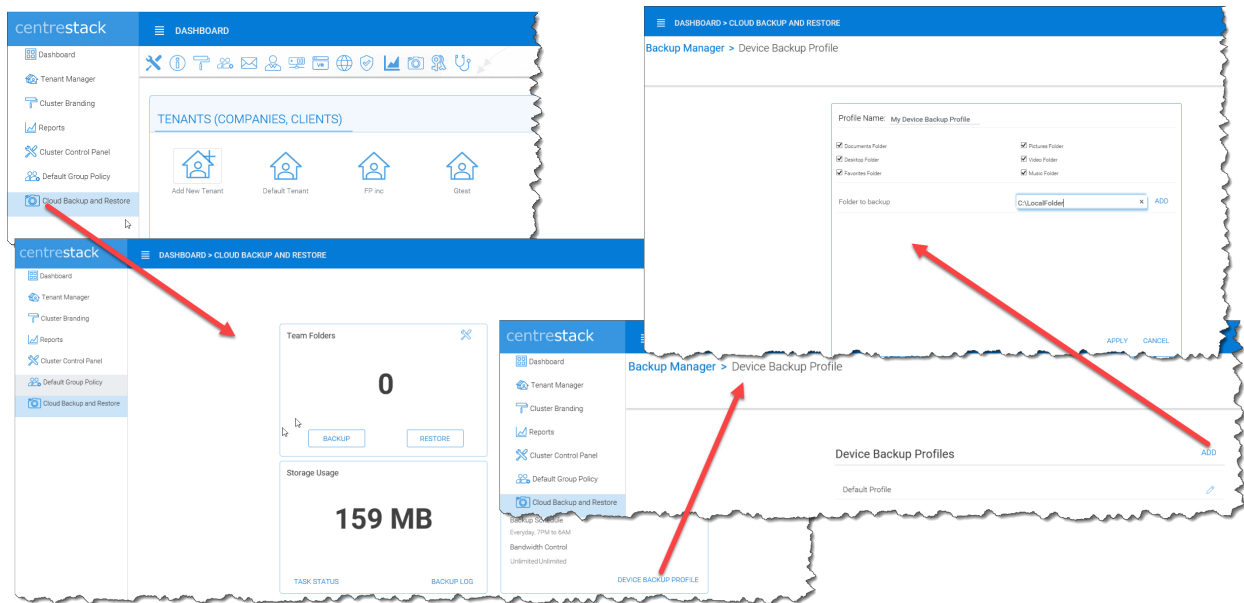 centrestack
DASHBOARD
Dashboard
Tenant Manager
Cluster Branding
Reports
Cluster Control Panel
Default Group Policy
Cloud Backup and Restore
TENANTS (COMPANIES, CLIENTS)
Add New Tenant
Default Tenant
FP inc
Qtest
DASHBOARD > CLOUD BACKUP AND RESTORE
Backup Manager > Device Backup Profile
Profile Name: My Device Backup Profile
Documents Folder
Pictures Folder
Desktop Folder
Video Folder
Favorites Folder
Music Folder
Folder to backup
C:\LocalFolder
× ADD
APPLY CANCEL
centrestack
DASHBOARD > CLOUD BACKUP AND RESTORE
Dashboard
Tenant Manager
Cluster Branding
Reports
Cluster Control Panel
Default Group Policy
Cloud Backup and Restore
Team Folders
0
BACKUP RESTORE
Storage Usage
159 MB
TASK STATUS BACKUP LOG
centrestack
Dashboard
Tenant Manager
Cluster Branding
Reports
Cluster Control Panel
Default Group Policy
Cloud Backup and Restore
Backup Schedule
Everyday, 7PM to 6AM
Bandwidth Control
UnlimitedUnlimited
DEVICE BACKUP PROFILE
Backup Manager > Device Backup Profile
Device Backup Profiles
ADD
Default Profile